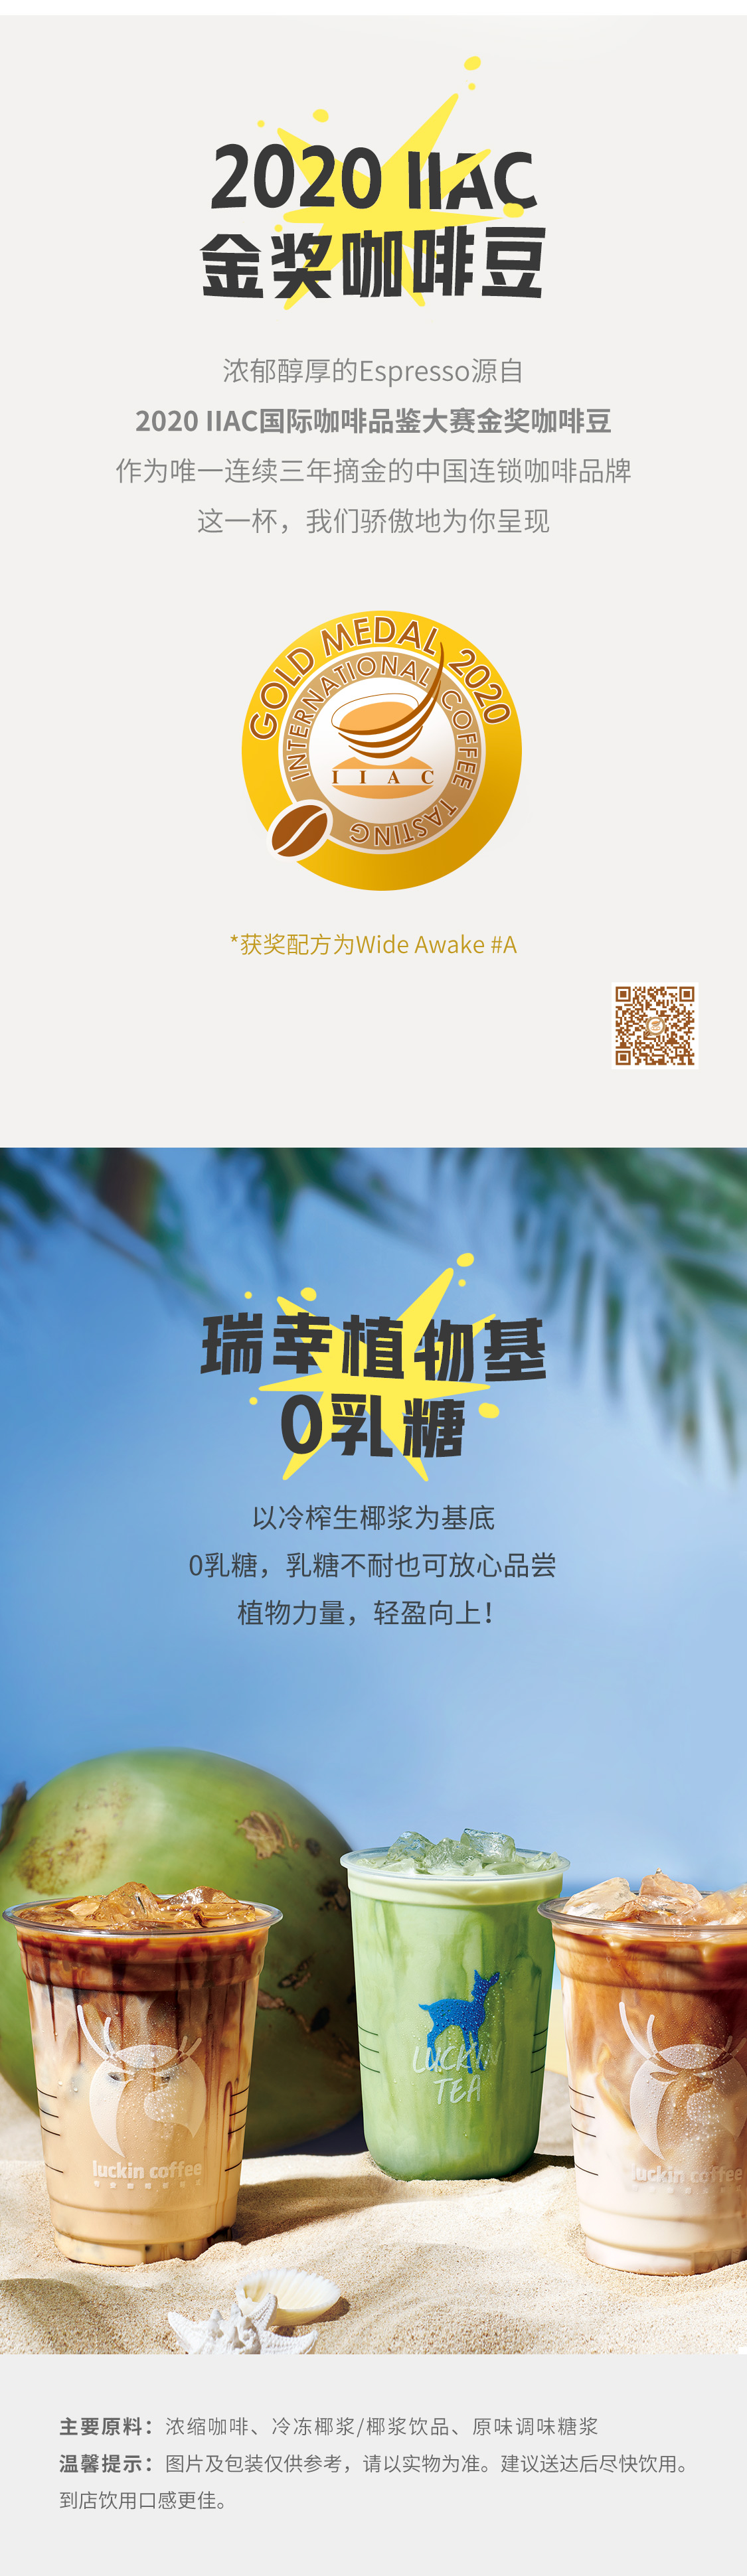 2020 IIAC
金奖咖啡豆
浓郁醇厚的Espresso源自
2020 IIAC国际咖啡品鉴大赛金奖咖啡豆
作为唯一连续三年摘金的中国连锁咖啡品牌
这一杯，我们骄傲地为你呈现
GOLD MEDAL 2020
INTERNATIONAL COFFEE TASTING
IIAC
*获奖配方为Wide Awake #A
瑞幸植物基
0乳糖
以冷榨生椰浆为基底
0乳糖，乳糖不耐也可放心品尝
植物力量，轻盈向上！
LUCKIN
TEA
luckin coffee
luckin coffee
主要原料：浓缩咖啡、冷冻椰浆/椰浆饮品、原味调味糖浆
温馨提示：图片及包装仅供参考，请以实物为准。建议送达后尽快饮用。
到店饮用口感更佳。